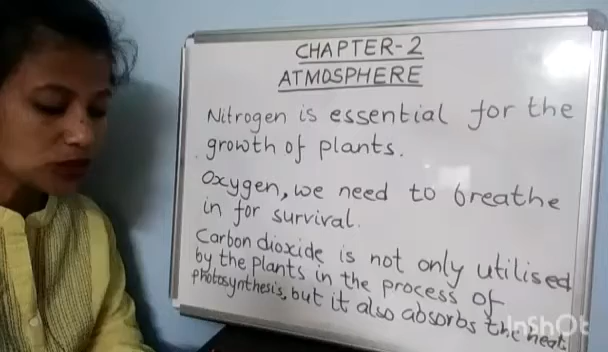 CHAPTER-2
ATMOSPHERE
Nitrogen is essential for the
growth of plants.
Oxygen, we need to breathe
in for survival.
Carbon dioxide is not only utilised
by the plants in the process of
photosynthesis, but it also absorbs the heat.
InShOt